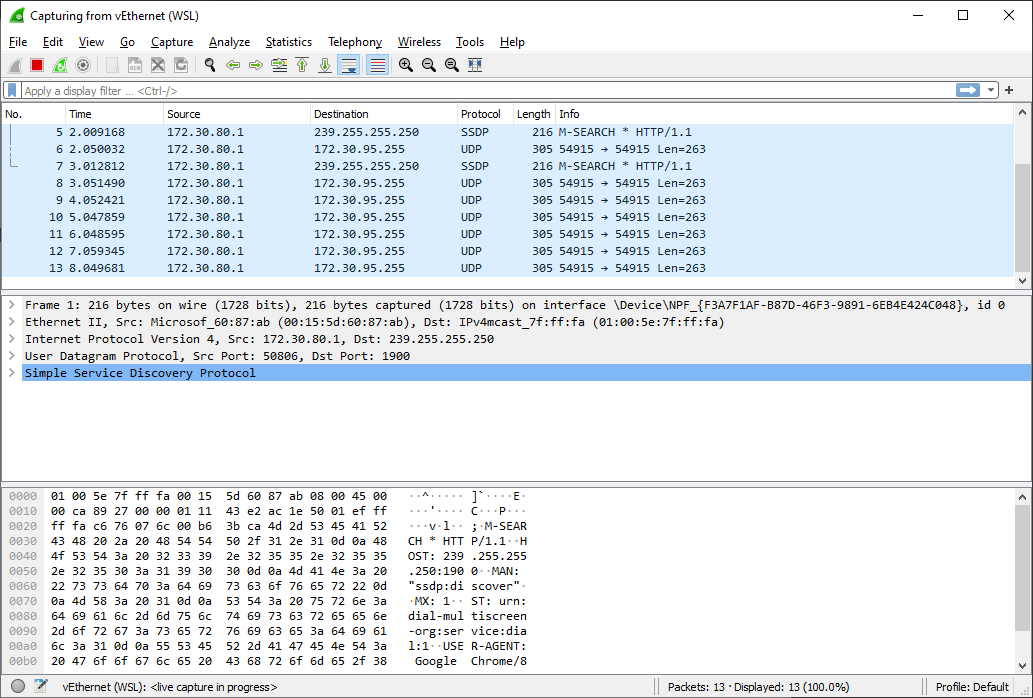 Capturing from vEthernet (WSL)
File Edit View Go Capture Analyze Statistics Telephony Wireless Tools Help
Apply a display filter … <Ctrl-/>
No. Time Source Destination Protocol Length Info
5 2.009168 172.30.80.1 239.255.255.250 SSDP 216 M-SEARCH * HTTP/1.1
6 2.050032 172.30.80.1 172.30.95.255 UDP 305 54915 → 54915 Len=263
7 3.012812 172.30.80.1 239.255.255.250 SSDP 216 M-SEARCH * HTTP/1.1
8 3.051490 172.30.80.1 172.30.95.255 UDP 305 54915 → 54915 Len=263
9 4.052421 172.30.80.1 172.30.95.255 UDP 305 54915 → 54915 Len=263
10 5.047859 172.30.80.1 172.30.95.255 UDP 305 54915 → 54915 Len=263
11 6.048595 172.30.80.1 172.30.95.255 UDP 305 54915 → 54915 Len=263
12 7.059345 172.30.80.1 172.30.95.255 UDP 305 54915 → 54915 Len=263
13 8.049681 172.30.80.1 172.30.95.255 UDP 305 54915 → 54915 Len=263
Frame 1: 216 bytes on wire (1728 bits), 216 bytes captured (1728 bits) on interface \Device\NPF_{F3A7F1AF-B87D-46F3-9891-6EB4E424C048}, id 0
Ethernet II, Src: Microsof_60:87:ab (00:15:5d:60:87:ab), Dst: IPv4mcast_7f:ff:fa (01:00:5e:7f:ff:fa)
Internet Protocol Version 4, Src: 172.30.80.1, Dst: 239.255.255.250
User Datagram Protocol, Src Port: 50806, Dst Port: 1900
Simple Service Discovery Protocol
0000 01 00 5e 7f ff fa 00 15 5d 60 87 ab 08 00 45 00 ··^····· ]`····E·
0010 00 ca 89 27 00 00 01 11 43 e2 ac 1e 50 01 ef ff ···'···· C···P···
0020 ff fa c6 76 07 6c 00 b6 3b ca 4d 2d 53 45 41 52 ···v·l·· ;·M-SEAR
0030 43 48 20 2a 20 48 54 54 50 2f 31 2e 31 0d 0a 48 CH * HTT P/1.1··H
0040 4f 53 54 3a 20 32 33 39 2e 32 35 35 2e 32 35 35 OST: 239 .255.255
0050 2e 32 35 30 3a 31 39 30 30 0d 0a 4d 41 4e 3a 20 .250:190 0··MAN:
0060 22 73 73 64 70 3a 64 69 73 63 6f 76 65 72 22 0d "ssdp:di scover"·
0070 0a 4d 58 3a 20 31 0d 0a 53 54 3a 20 75 72 6e 3a ·MX: 1·· ST: urn:
0080 64 69 61 6c 2d 6d 75 6c 74 69 73 63 72 65 65 6e dial-mul tiscreen
0090 2d 6f 72 67 3a 73 65 72 76 69 63 65 3a 64 69 61 -org:ser vice:dia
00a0 6c 3a 31 0d 0a 55 53 45 52 2d 41 47 45 4e 54 3a l:1··USE R-AGENT:
00b0 20 47 6f 6f 67 6c 65 20 43 68 72 6f 6d 65 2f 38 Google Chrome/8
vEthernet (WSL): <live capture in progress> Packets: 13 · Displayed: 13 (100.0%) Profile: Default